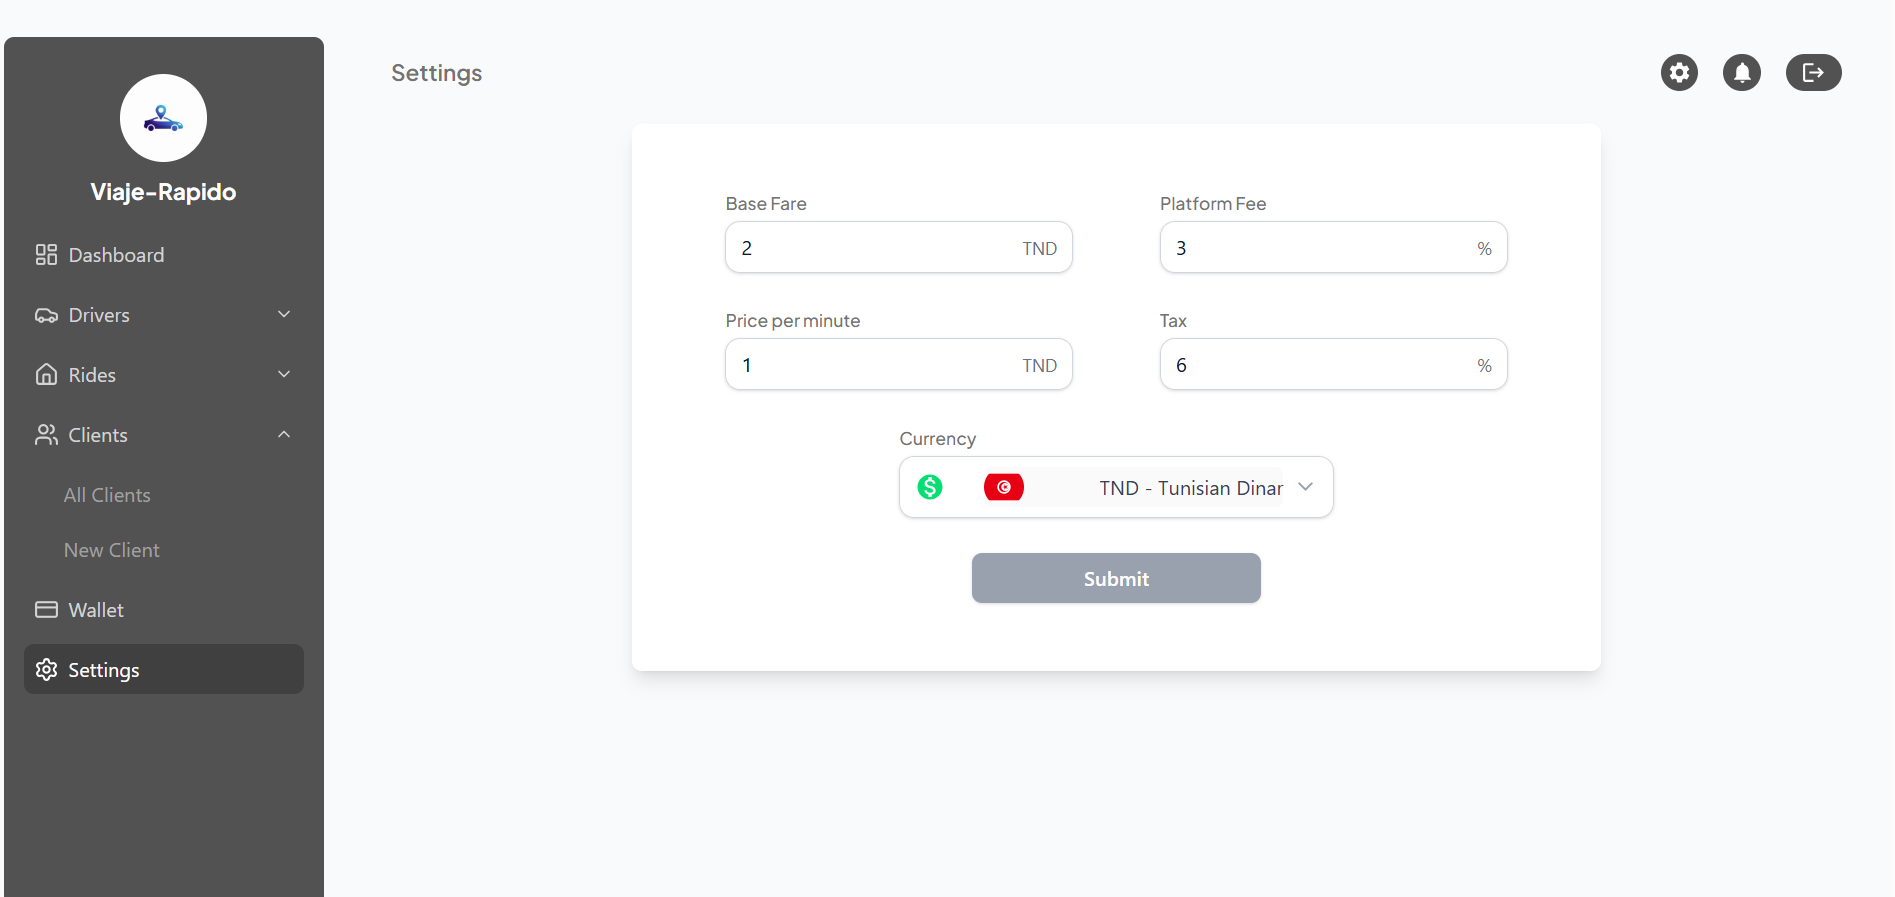 Viaje-Rapido
Dashboard
Drivers
Rides
Clients
All Clients
New Client
Wallet
Settings
Settings
Base Fare
2 TND
Platform Fee
3 %
Price per minute
1 TND
Tax
6 %
Currency
TND - Tunisian Dinar
Submit